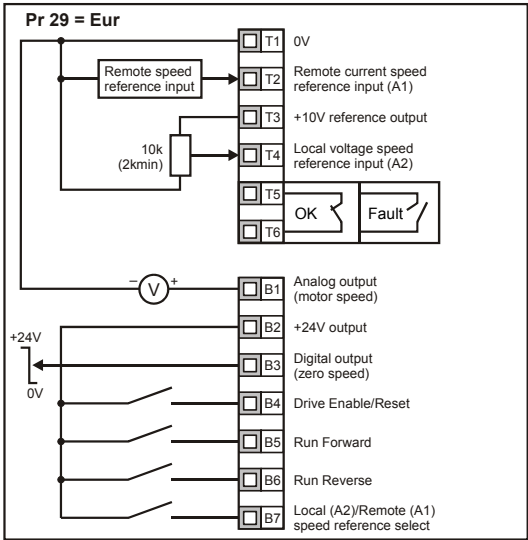 Pr 29 = Eur
T1 0V
Remote speed
reference input
T2 Remote current speed
reference input (A1)
T3 +10V reference output
10k
(2kmin)
T4 Local voltage speed
reference input (A2)
T5
OK Fault
T6
– V +
B1 Analog output
(motor speed)
B2 +24V output
+24V
0V
B3 Digital output
(zero speed)
B4 Drive Enable/Reset
B5 Run Forward
B6 Run Reverse
B7 Local (A2)/Remote (A1)
speed reference select